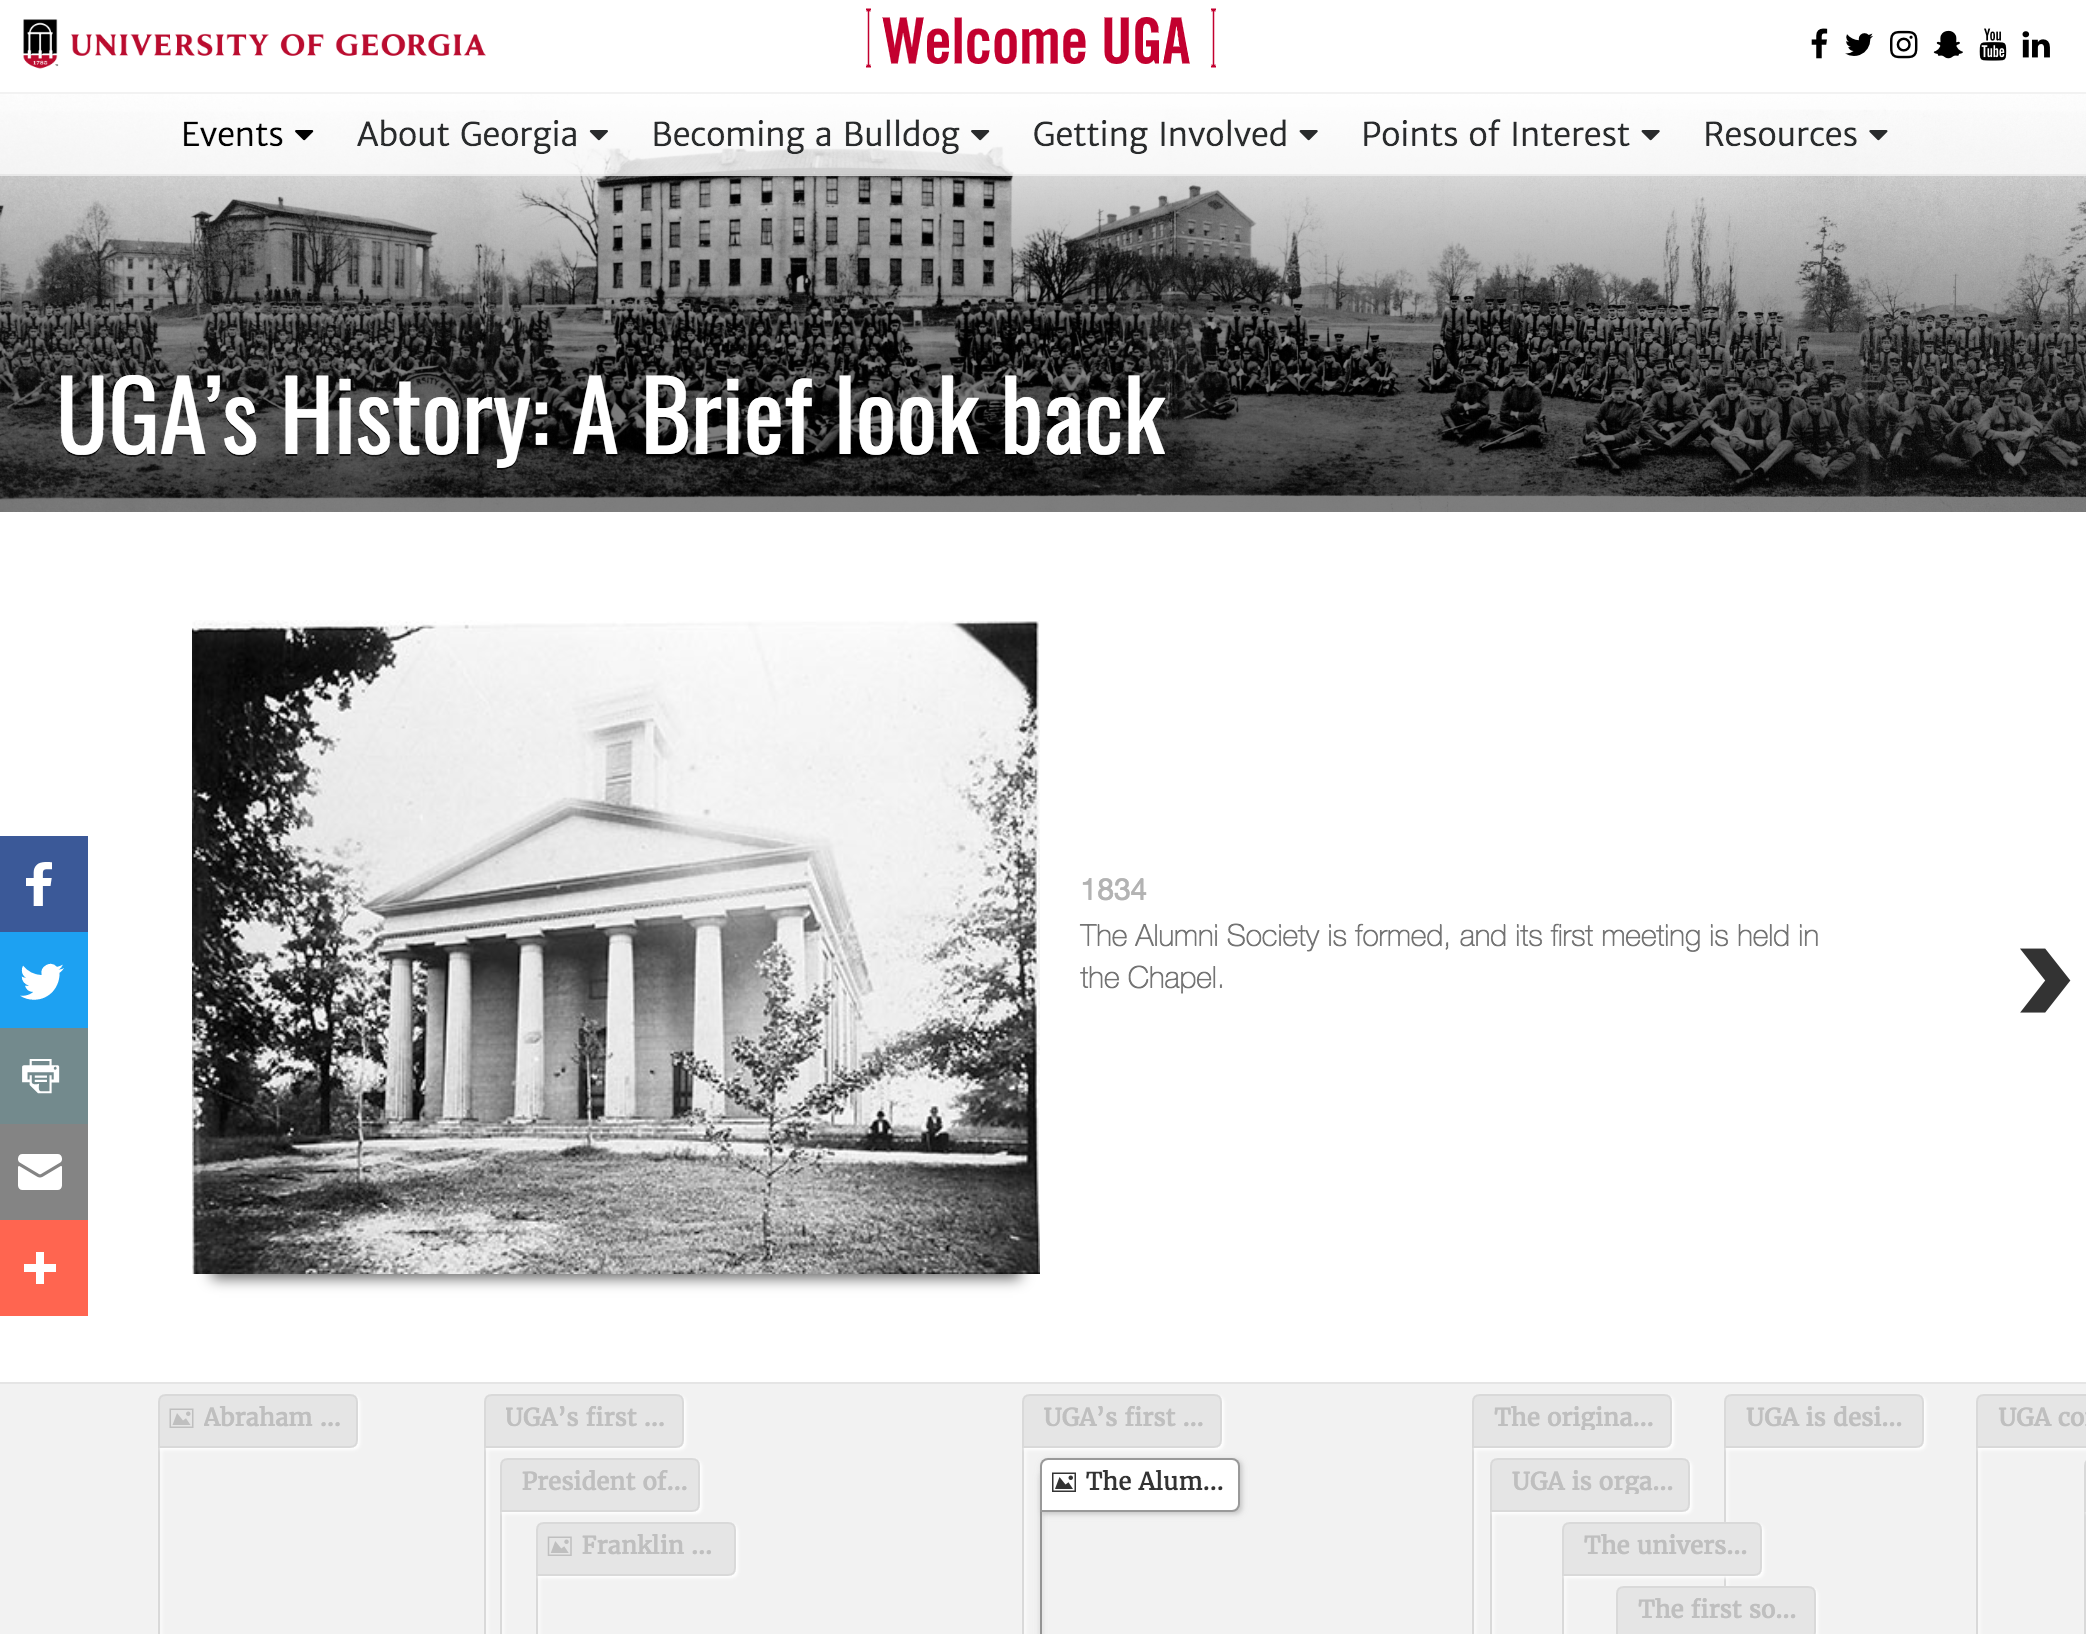 UNIVERSITY OF GEORGIA
1785
Welcome UGA
You
Tube
Events
About Georgia
Becoming a Bulldog
Getting Involved
Points of Interest
Resources
UGA’s History: A Brief look back
1834
The Alumni Society is formed, and its first meeting is held in
the Chapel.
Abraham ...
UGA’s first ...
UGA’s first ...
The origina...
UGA is desi...
UGA co
President of...
The Alum...
UGA is orga...
Franklin ...
The univers...
The first so...